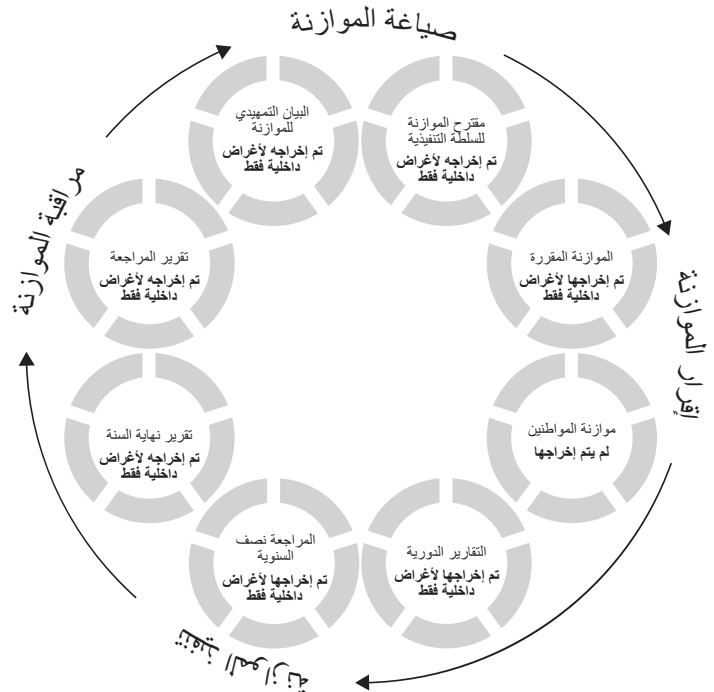 صياغة الموازنة
البيان التمهيدي
للموازنة
تم إخراجه لأغراض
داخلية فقط
مقترح الموازنة
للسلطة التنفيذية
تم إخراجه لأغراض
داخلية فقط
الموازنة المقررة
تم إخراجها لأغراض
داخلية فقط
إقرار الموازنة
موازنة المواطنين
لم يتم إخراجها
التقارير الدورية
تم إخراجها لأغراض
داخلية فقط
تنفيذ الموازنة
المراجعة نصف
السنوية
تم إخراجها لأغراض
داخلية فقط
تقرير نهاية السنة
تم إخراجه لأغراض
داخلية فقط
مراقبة الموازنة
تقرير المراجعة
تم إخراجه لأغراض
داخلية فقط